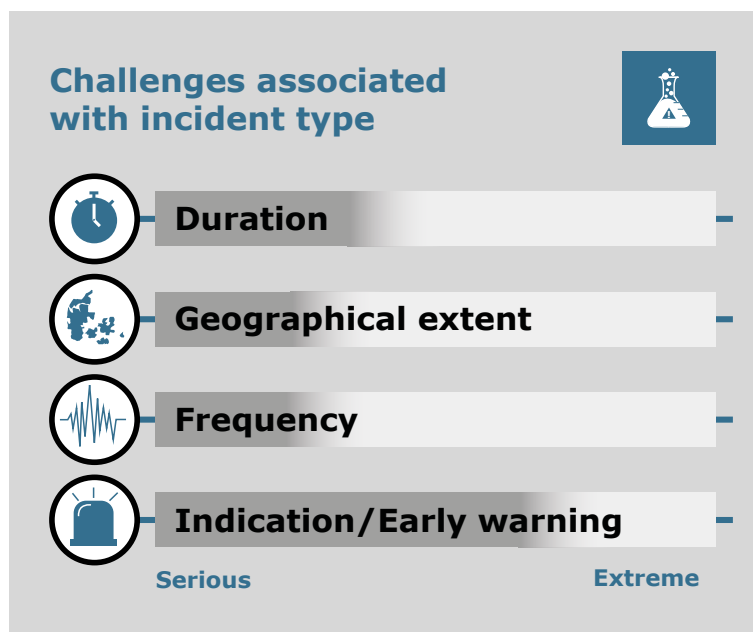 Challenges associated
with incident type
Duration
Geographical extent
Frequency
Indication/Early warning
Serious Extreme